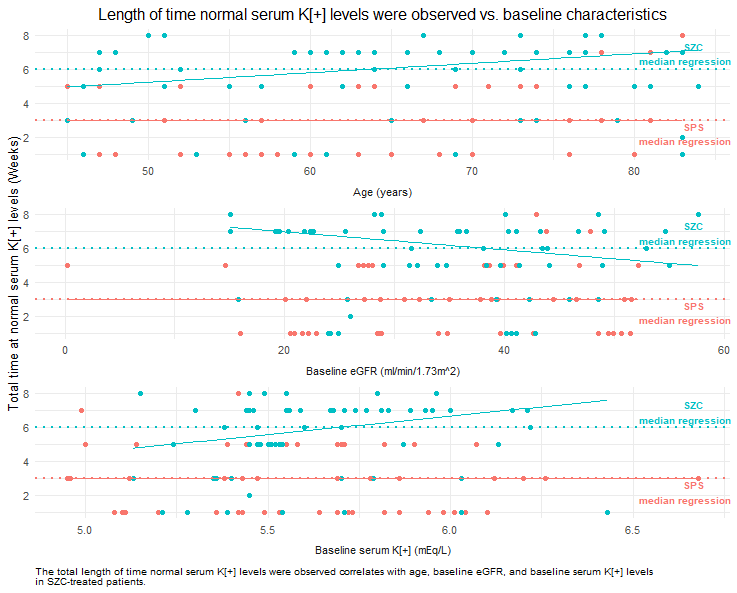 Length of time normal serum K[+] levels were observed vs. baseline characteristics
Total time at normal serum K[+] levels (Weeks)
8
6
4
2
SZC
median regression
SPS
median regression
50
60
70
80
Age (years)
8
6
4
2
SZC
median regression
SPS
median regression
0
20
40
60
Baseline eGFR (ml/min/1.73m^2)
8
6
4
2
SZC
median regression
SPS
median regression
5.0
5.5
6.0
6.5
Baseline serum K[+] (mEq/L)
The total length of time normal serum K[+] levels were observed correlates with age, baseline eGFR, and baseline serum K[+] levels
in SZC-treated patients.